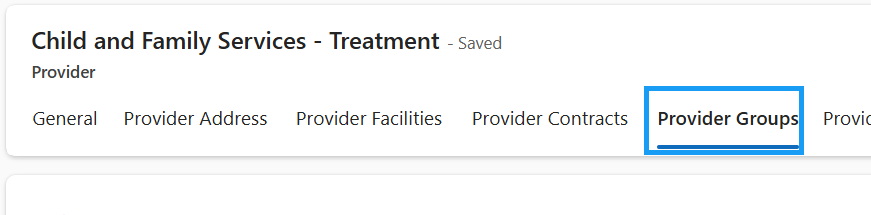 Child and Family Services - Treatment - Saved
Provider
General Provider Address Provider Facilities Provider Contracts Provider Groups